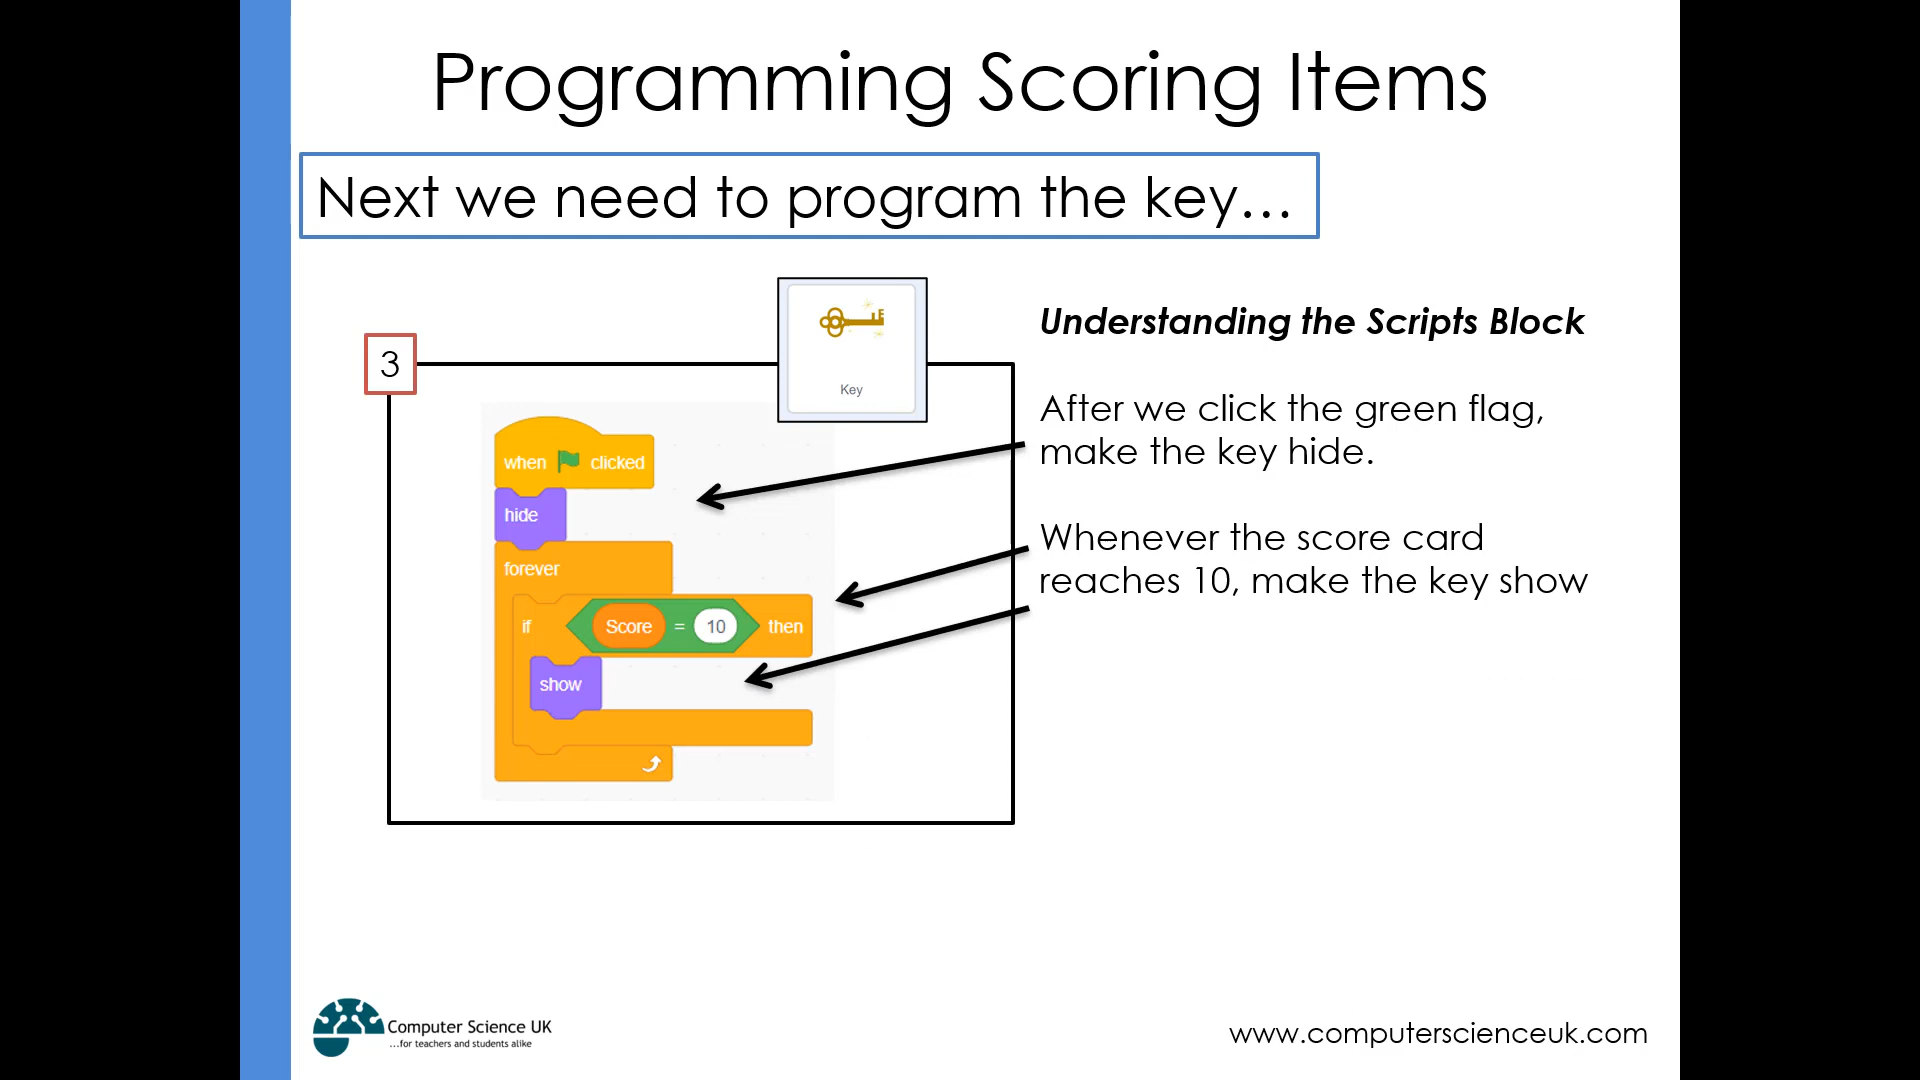 Programming Scoring Items
Next we need to program the key…
3
Key
when clicked
hide
forever
if Score = 10 then
show
Understanding the Scripts Block
After we click the green flag,
make the key hide.
Whenever the score card
reaches 10, make the key show
Computer Science UK
...for teachers and students alike
www.computerscienceuk.com